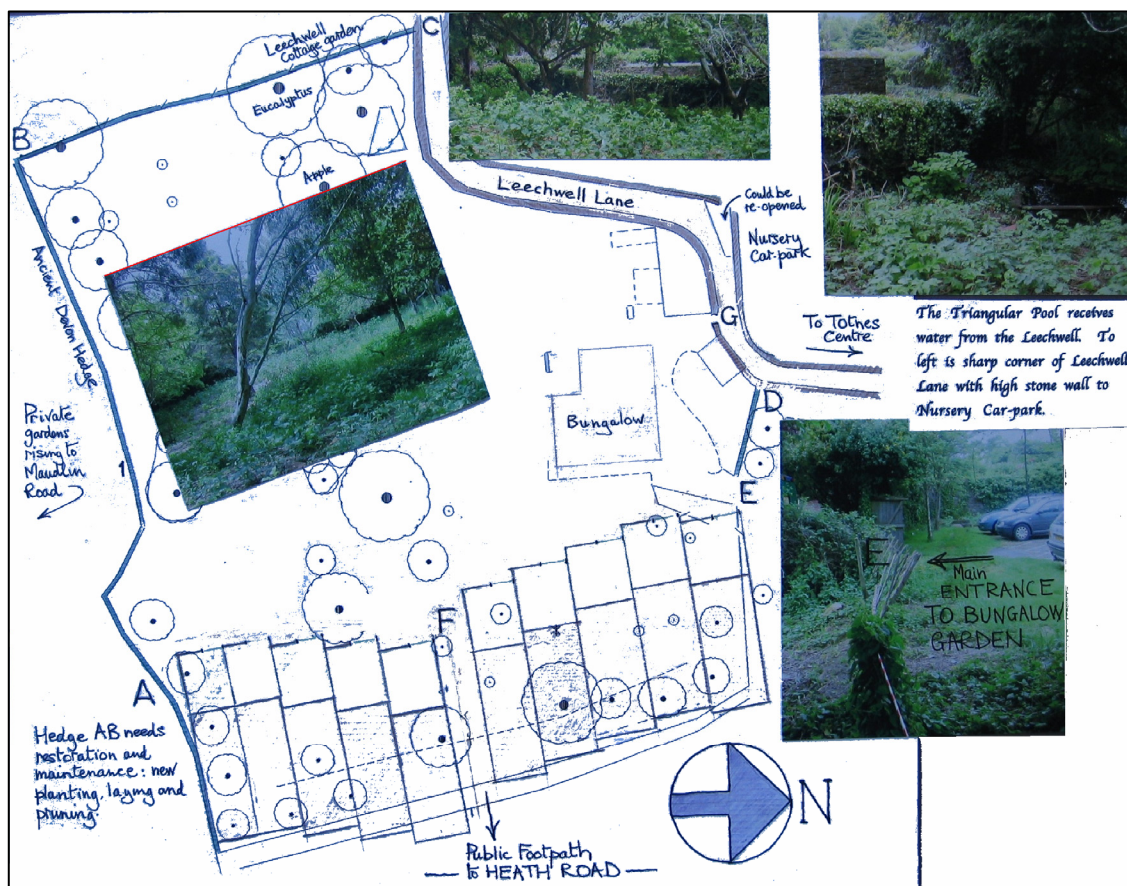 C
Leechwell
Cottage garden
Eucalyptus
B
Apple
Leechwell Lane
Could be
re-opened
Nursery
Car-park
G
To Totnes
Centre
The Triangular Pool receives
water from the Leechwell. To
left is sharp corner of Leechwell
Lane with high stone wall to
Nursery Car-park.
Ancient Devon Hedge
Private
gardens
rising to
Maudlin
Road
1
Bungalow
D
E
E
Main
ENTRANCE
TO BUNGALOW
GARDEN
F
A
Hedge AB needs
restoration and
maintenance: new
planting, laying and
pruning.
N
Public Footpath
to HEATH ROAD